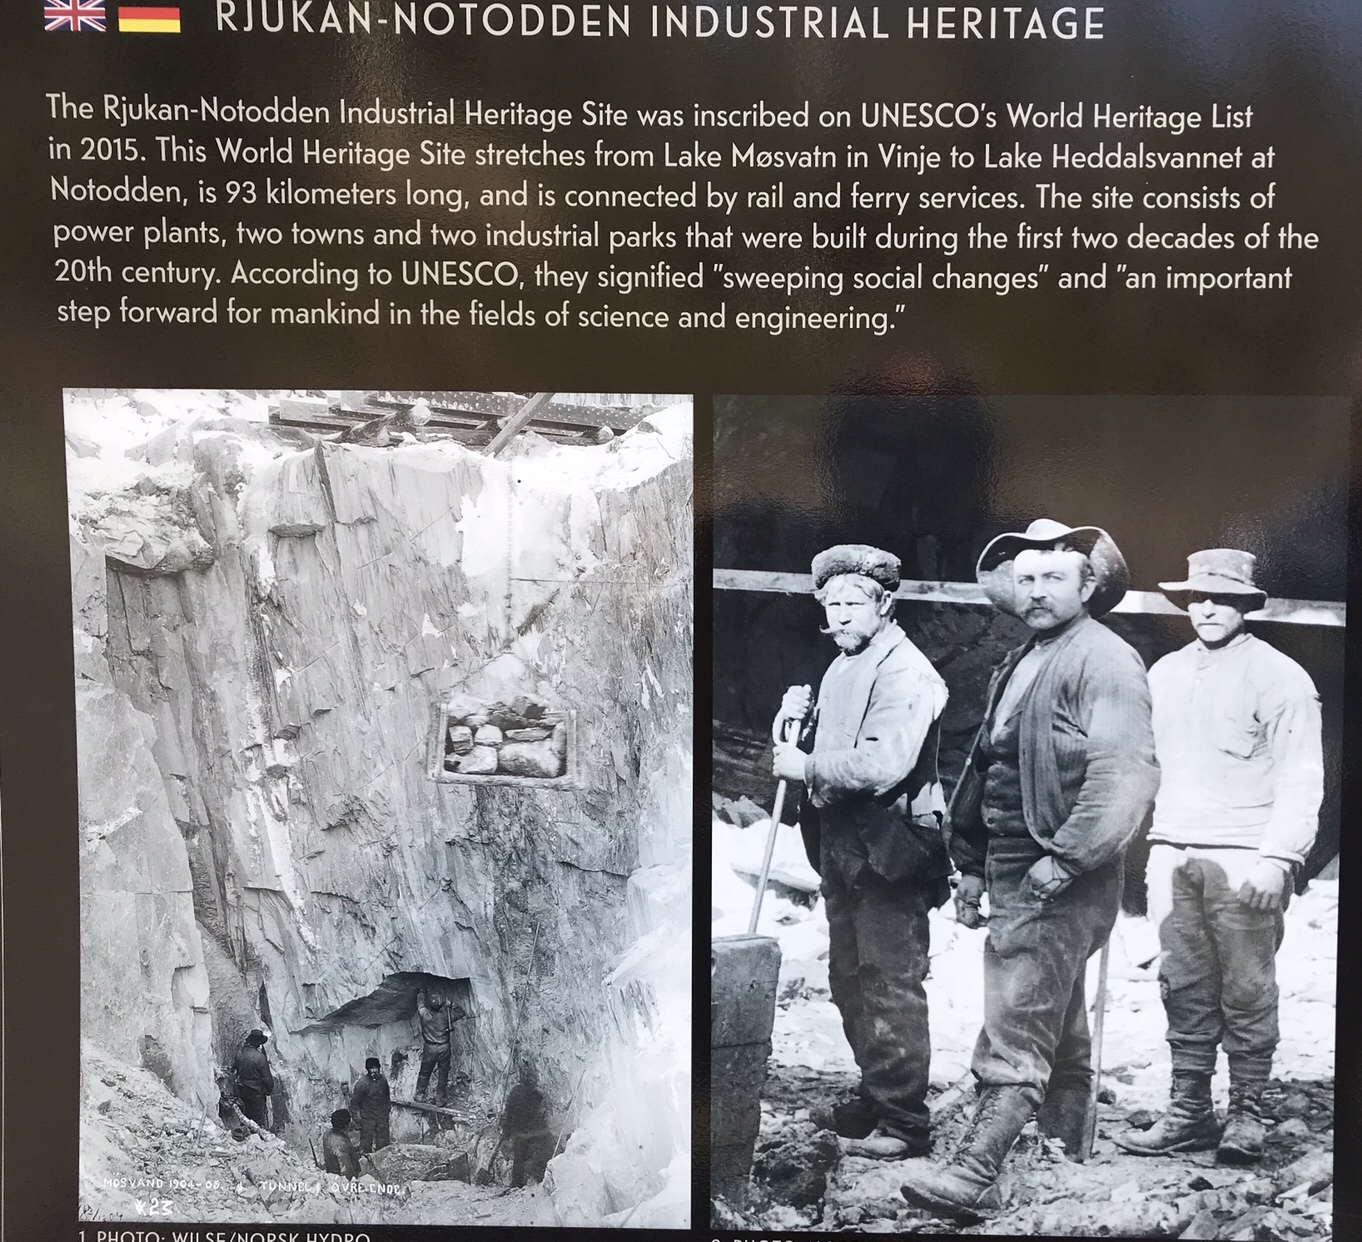 RJUKAN-NOTODDEN INDUSTRIAL HERITAGE
The Rjukan-Notodden Industrial Heritage Site was inscribed on UNESCO's World Heritage List
in 2015. This World Heritage Site stretches from Lake Møsvatn in Vinje to Lake Heddalsvannet at
Notodden, is 93 kilometers long, and is connected by rail and ferry services. The site consists of
power plants, two towns and two industrial parks that were built during the first two decades of the
20th century. According to UNESCO, they signified "sweeping social changes" and "an important
step forward for mankind in the fields of science and engineering."
MOSVAND 1904-05. TUNNEL I ÖVRE ENDE.
K23
1 PHOTO: WILSE/NORSK HYDRO